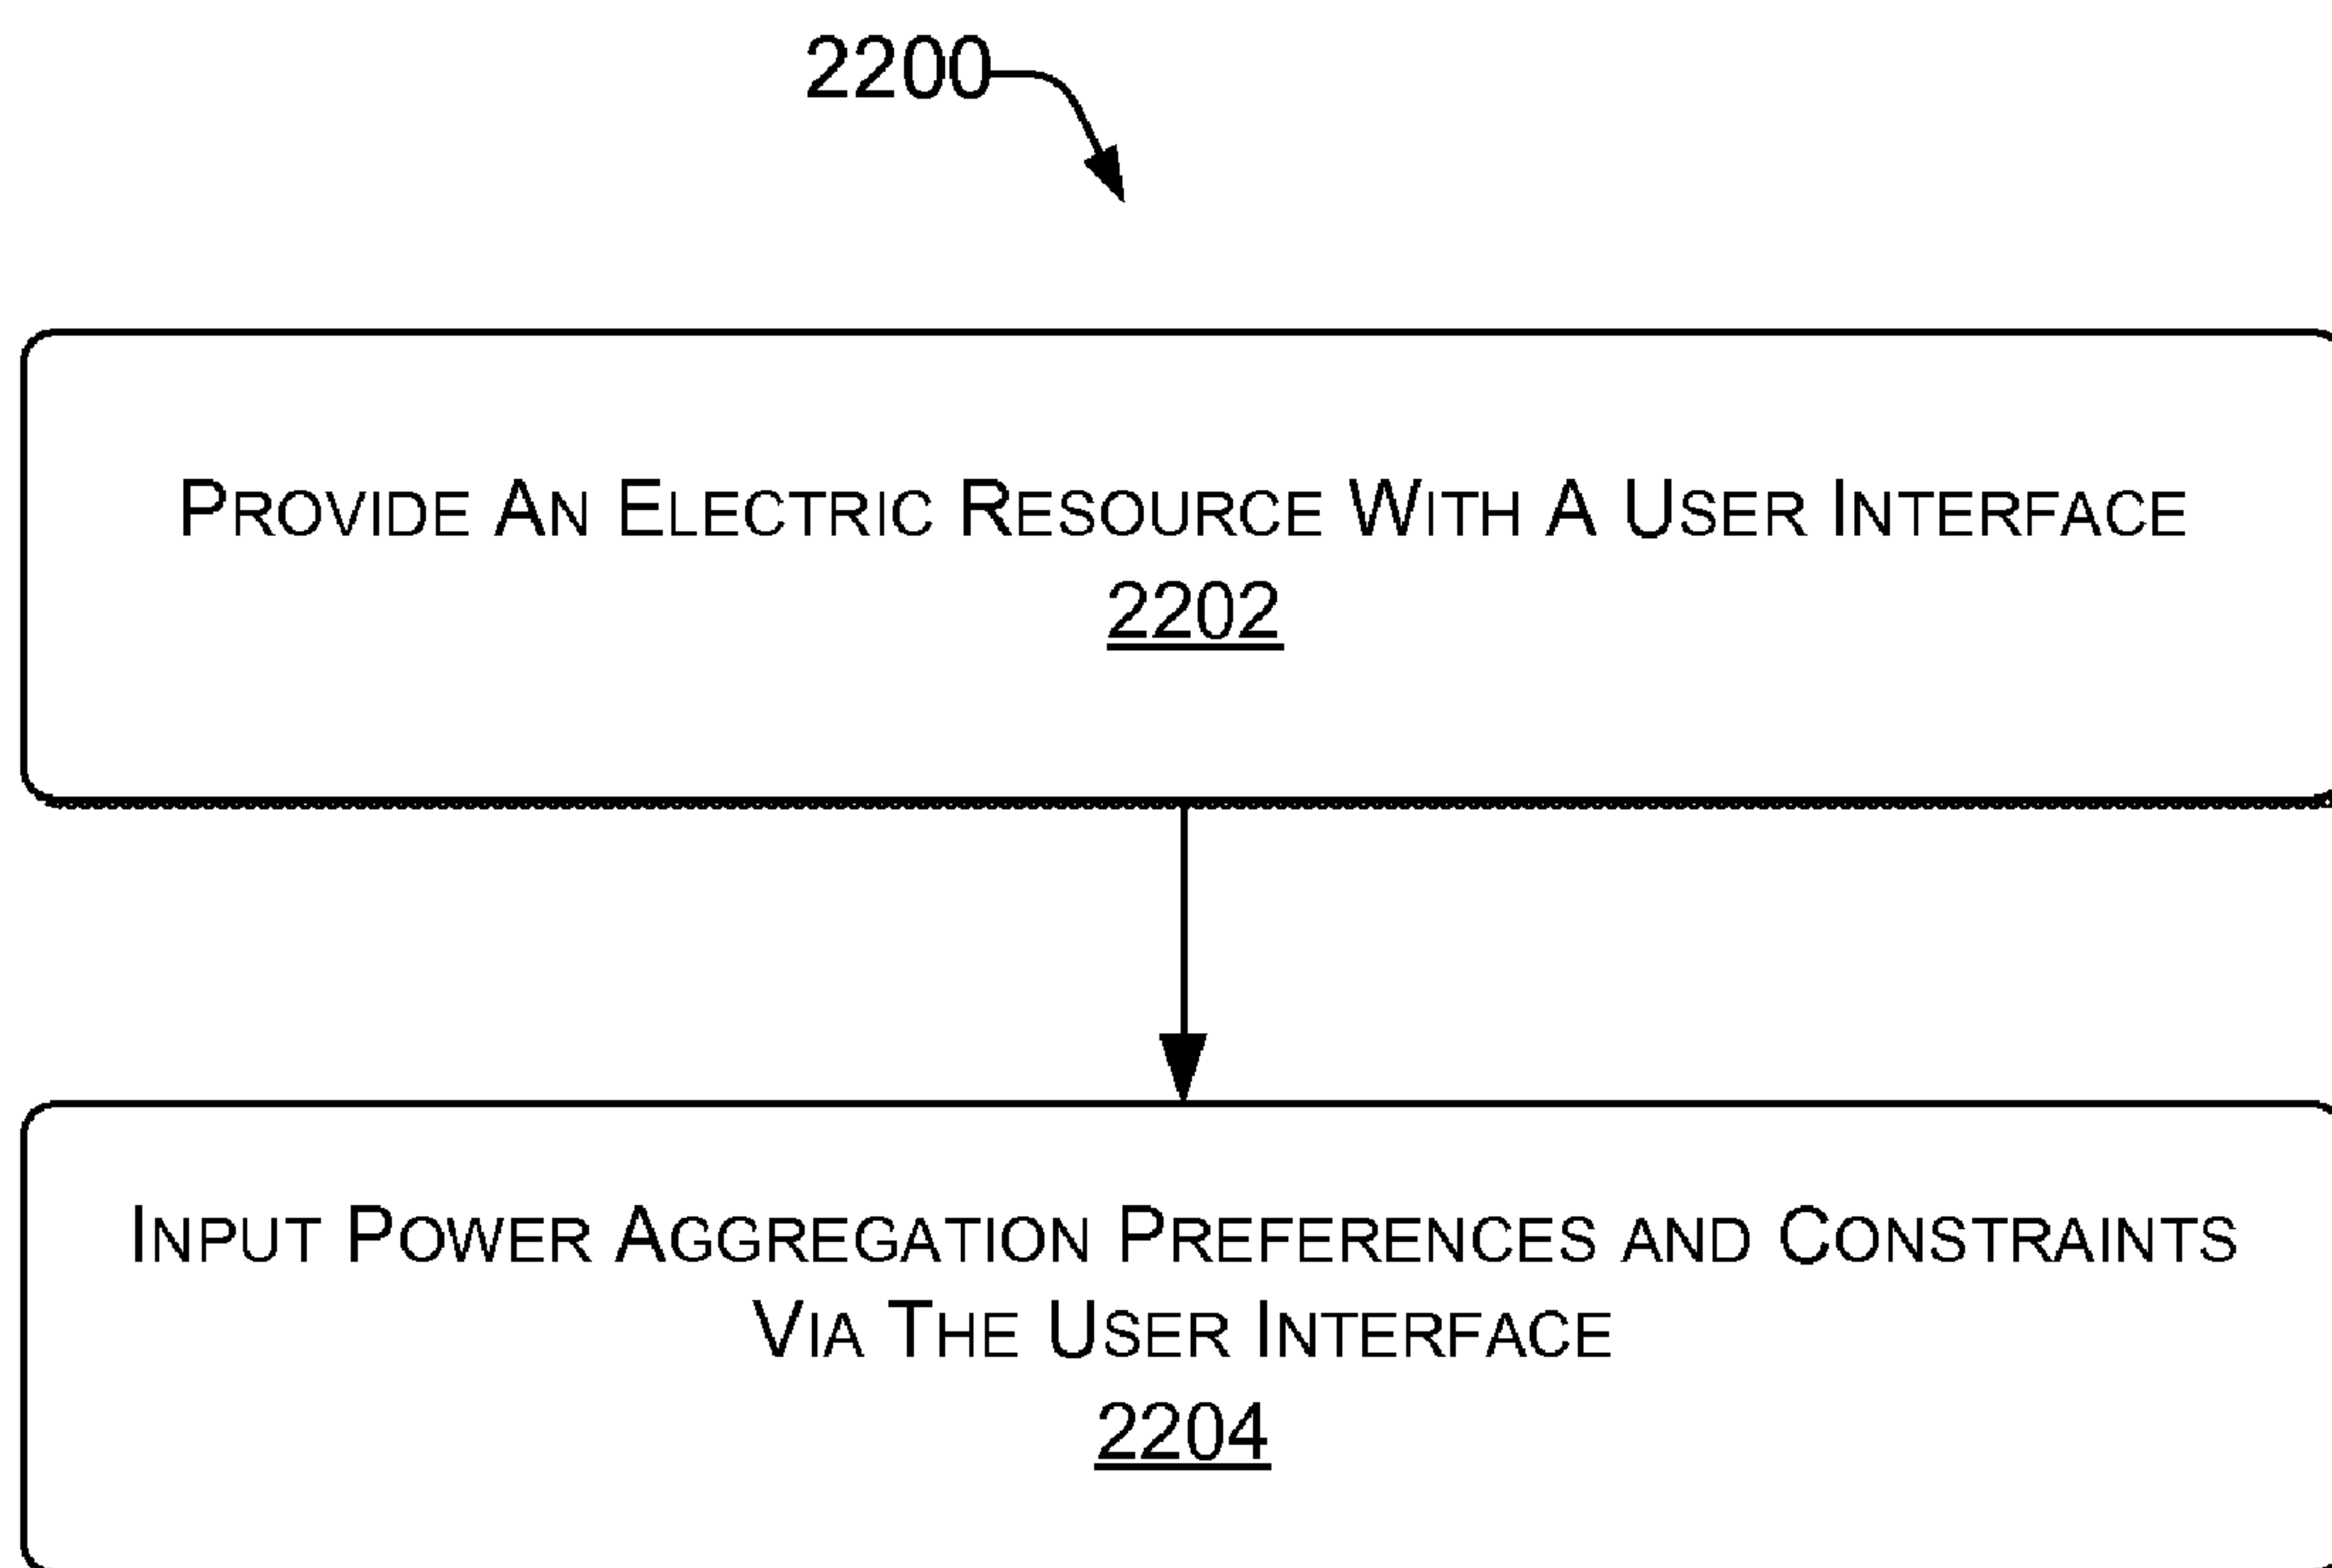 2200
PROVIDE AN ELECTRIC RESOURCE WITH A USER INTERFACE
2202
INPUT POWER AGGREGATION PREFERENCES AND CONSTRAINTS
VIA THE USER INTERFACE
2204